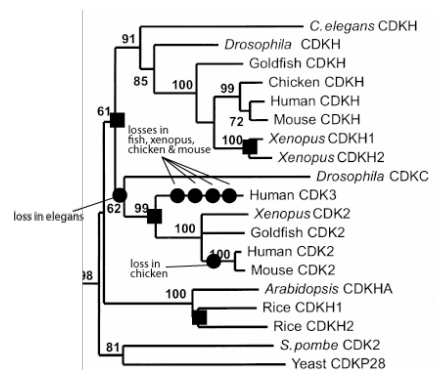 C.elegans CDKH
91
Drosophila CDKH
Goldfish CDKH
85
100
99
Chicken CDKH
Human CDKH
72
Mouse CDKH
61
losses in
fish, xenopus,
chicken & mouse
100
Xenopus CDKH1
Xenopus CDKH2
Drosophila CDKC
loss in elegans
62
99
Human CDK3
Xenopus CDK2
100
Goldfish CDK2
loss in
chicken
100
Human CDK2
Mouse CDK2
98
100
Arabidopsis CDKHA
Rice CDKH1
Rice CDKH2
81
S.pombe CDK2
Yeast CDKP28